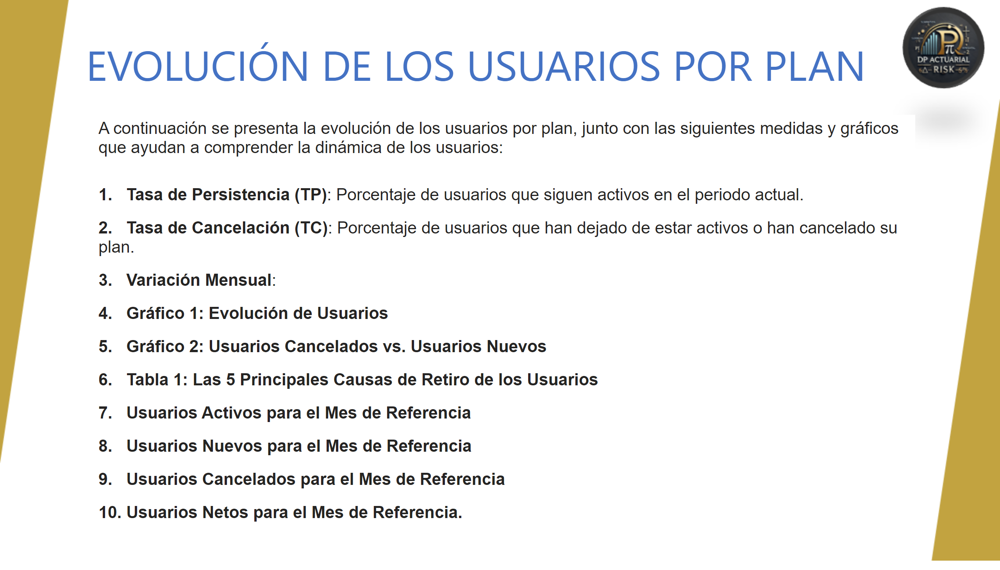 EVOLUCIÓN DE LOS USUARIOS POR PLAN
DP ACTUARIAL
RISK
A continuación se presenta la evolución de los usuarios por plan, junto con las siguientes medidas y gráficos
que ayudan a comprender la dinámica de los usuarios:
1. Tasa de Persistencia (TP): Porcentaje de usuarios que siguen activos en el periodo actual.
2. Tasa de Cancelación (TC): Porcentaje de usuarios que han dejado de estar activos o han cancelado su
plan.
3. Variación Mensual:
4. Gráfico 1: Evolución de Usuarios
5. Gráfico 2: Usuarios Cancelados vs. Usuarios Nuevos
6. Tabla 1: Las 5 Principales Causas de Retiro de los Usuarios
7. Usuarios Activos para el Mes de Referencia
8. Usuarios Nuevos para el Mes de Referencia
9. Usuarios Cancelados para el Mes de Referencia
10. Usuarios Netos para el Mes de Referencia.